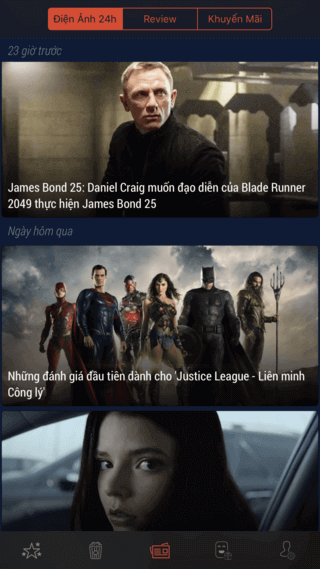 Điện Ảnh 24h
Review
Khuyến Mãi
23 giờ trước
James Bond 25: Daniel Craig muốn đạo diễn của Blade Runner
2049 thực hiện James Bond 25
Ngày hôm qua
Những đánh giá đầu tiên dành cho 'Justice League - Liên minh
Công lý'